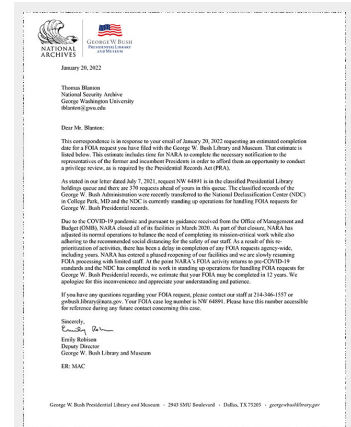 NATIONAL
ARCHIVES
GEORGE W. BUSH
PRESIDENTIAL LIBRARY
AND MUSEUM
January 20, 2022
Thomas Blanton
National Security Archive
George Washington University
tblanton@gwu.edu
Dear Mr. Blanton:
This correspondence is in response to your email of January 20, 2022 requesting an estimated completion
date for a FOIA request you have filed with the George W. Bush Library and Museum. That estimate is
listed below. This estimate includes time for NARA to complete the necessary notification to the
representatives of the former and incumbent Presidents in order to afford them an opportunity to conduct
a privilege review, as is required by the Presidential Records Act (PRA).
As stated in our letter dated July 7, 2021, request NW 64891 is in the classified Presidential Library
holdings queue and there are 370 requests ahead of yours in this queue. The classified records of the
George W. Bush Administration were recently transferred to the National Declassification Center (NDC)
in College Park, MD and the NDC is currently standing up operations for handling FOIA requests for
George W. Bush Presidential records.
Due to the COVID-19 pandemic and pursuant to guidance received from the Office of Management and
Budget (OMB), NARA closed all of its facilities in March 2020. As part of that closure, NARA has
adjusted its normal operations to balance the need of completing its mission-critical work while also
adhering to the recommended social distancing for the safety of our staff. As a result of this re-
prioritization of activities, there has been a delay in completion of any FOIA requests agency-wide,
including yours. NARA has entered a phased reopening of our facilities and we are slowly resuming
FOIA processing with limited staff. At the point NARA's FOIA activity returns to pre-COVID-19
standards and the NDC has completed its work in standing up operations for handling requests for
George W. Bush Presidential records, we estimate that your FOIA may be completed in 12 years. We
apologize for this inconvenience and appreciate your understanding and patience.
If you have any questions regarding your FOIA request, please contact our staff at 214-346-1557 or
gwbush.library@nara.gov. Your FOIA case log number is NW 64891. Please have this number accessible
for reference during any future contact concerning this case.
Sincerely,
Emily Robison
Emily Robison
Deputy Director
George W. Bush Library and Museum
ER: MAC
George W. Bush Presidential Library and Museum - 2943 SMU Boulevard - Dallas, TX 75205 - georgewbushlibrary.gov